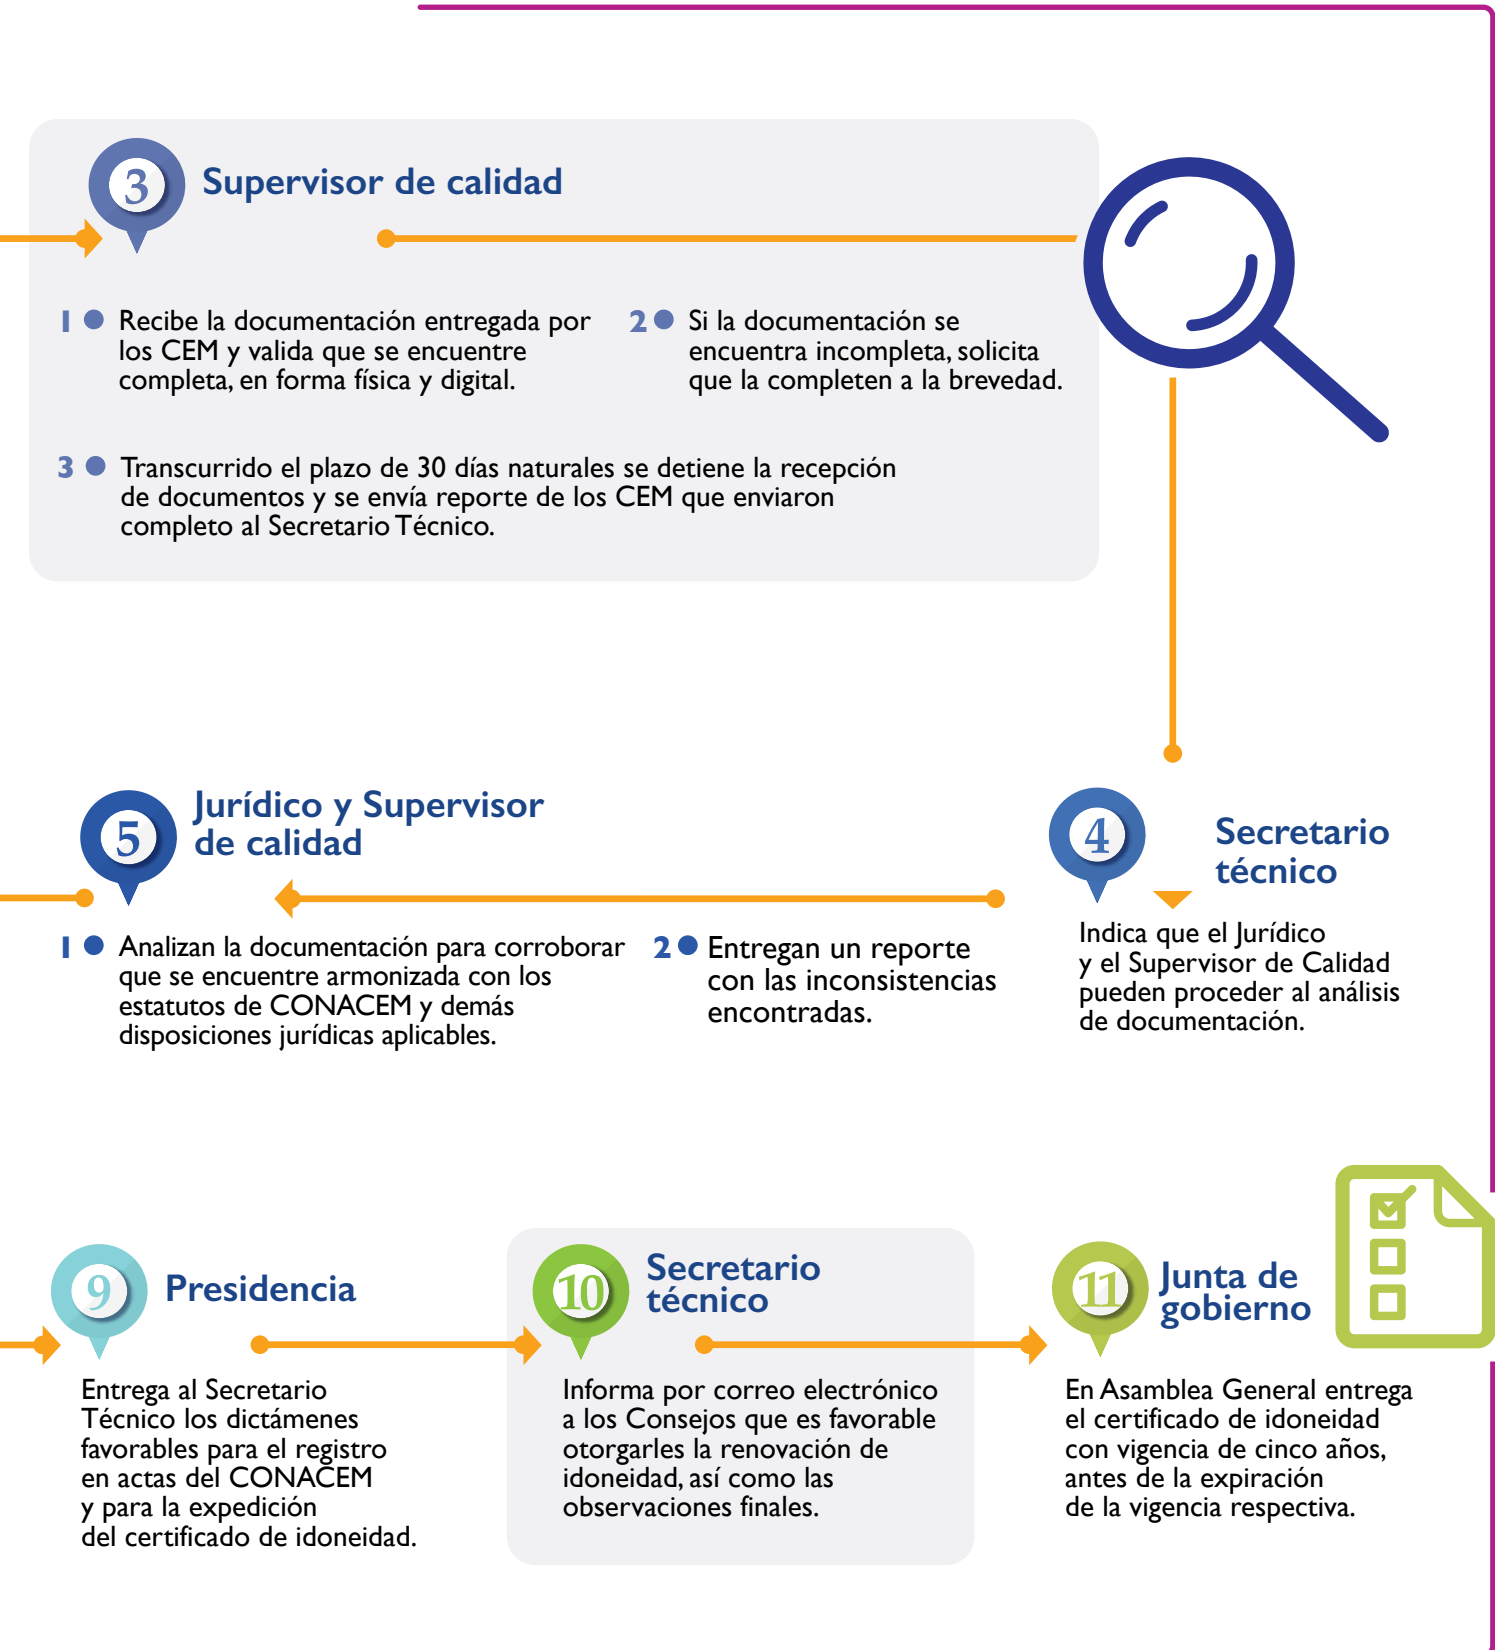 3
Supervisor de calidad
1 ● Recibe la documentación entregada por
los CEM y valida que se encuentre
completa, en forma física y digital.
2 ● Si la documentación se
encuentra incompleta, solicita
que la completen a la brevedad.
3 ● Transcurrido el plazo de 30 días naturales se detiene la recepción
de documentos y se envía reporte de los CEM que enviaron
completo al Secretario Técnico.
4
Secretario
técnico
Indica que el Jurídico
y el Supervisor de Calidad
pueden proceder al análisis
de documentación.
5
Jurídico y Supervisor
de calidad
1 ● Analizan la documentación para corroborar
que se encuentre armonizada con los
estatutos de CONACEM y demás
disposiciones jurídicas aplicables.
2 ● Entregan un reporte
con las inconsistencias
encontradas.
9
Presidencia
Entrega al Secretario
Técnico los dictámenes
favorables para el registro
en actas del CONACEM
y para la expedición
del certificado de idoneidad.
10
Secretario
técnico
Informa por correo electrónico
a los Consejos que es favorable
otorgarles la renovación de
idoneidad, así como las
observaciones finales.
11
Junta de
gobierno
En Asamblea General entrega
el certificado de idoneidad
con vigencia de cinco años,
antes de la expiración
de la vigencia respectiva.